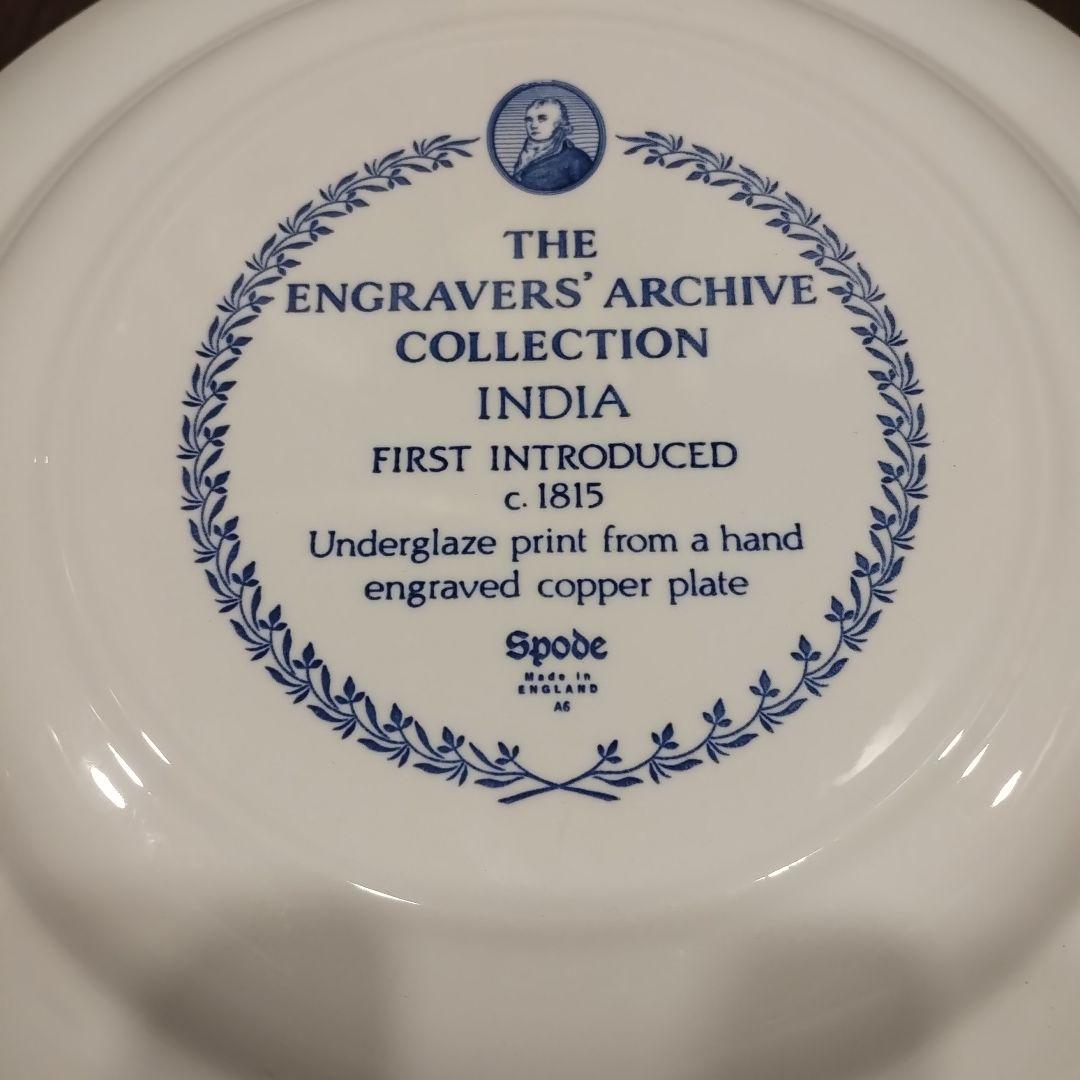 THE
ENGRAVERS’ ARCHIVE
COLLECTION
INDIA
FIRST INTRODUCED
c. 1815
Underglaze print from a hand
engraved copper plate
Spode
Made in
ENGLAND
A6